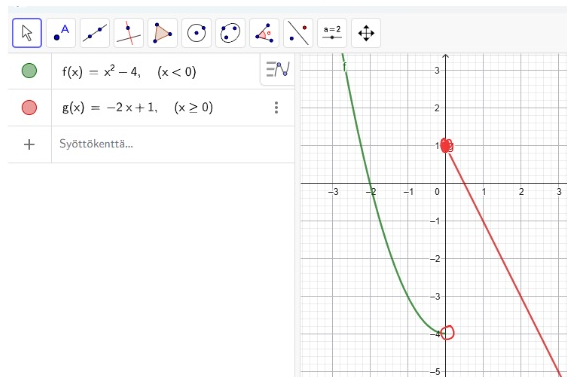 A
a=2
f(x) = x² − 4, (x < 0)
g(x) = −2 x + 1, (x ≥ 0)
+ Syöttökenttä...
f
3
2
1
−3 −2 −1 0 1 2 3
−1
−2
−3
−4
−5